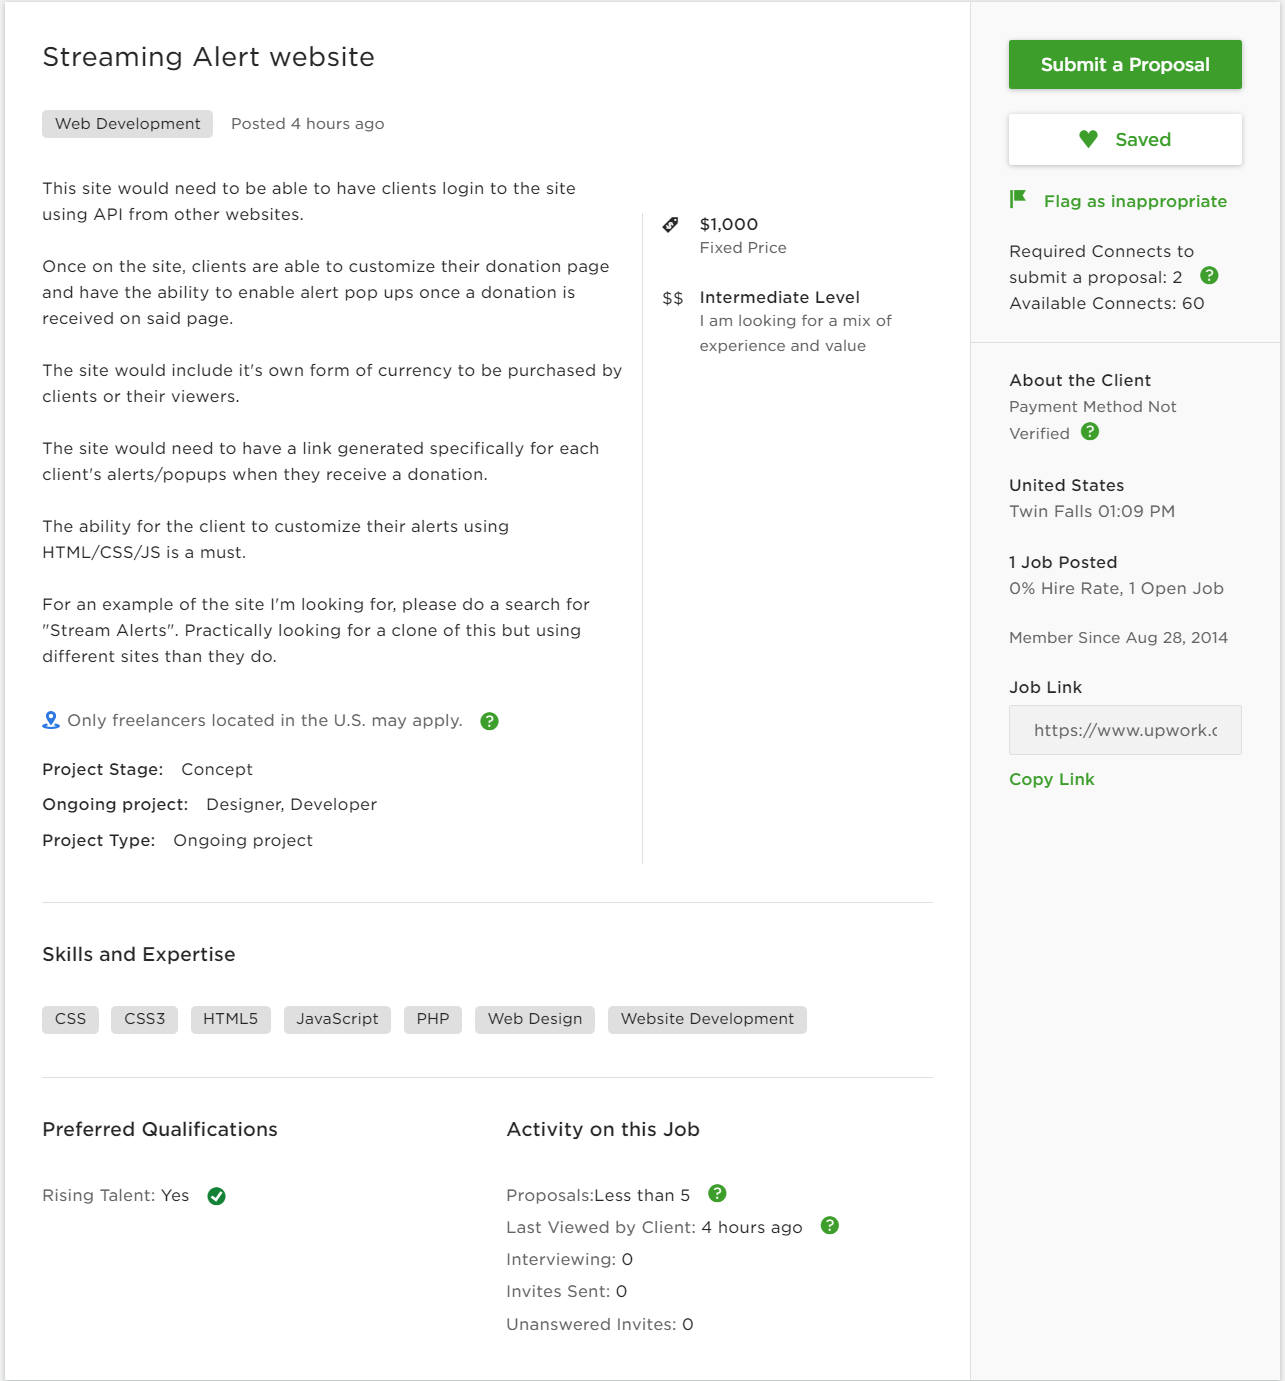 Streaming Alert website
Web Development Posted 4 hours ago
This site would need to be able to have clients login to the site
using API from other websites.
Once on the site, clients are able to customize their donation page
and have the ability to enable alert pop ups once a donation is
received on said page.
The site would include it's own form of currency to be purchased by
clients or their viewers.
The site would need to have a link generated specifically for each
client's alerts/popups when they receive a donation.
The ability for the client to customize their alerts using
HTML/CSS/JS is a must.
For an example of the site I'm looking for, please do a search for
"Stream Alerts". Practically looking for a clone of this but using
different sites than they do.
Only freelancers located in the U.S. may apply. ?
Project Stage: Concept
Ongoing project: Designer, Developer
Project Type: Ongoing project
$1,000
Fixed Price
$$ Intermediate Level
I am looking for a mix of
experience and value
Skills and Expertise
CSS CSS3 HTML5 JavaScript PHP Web Design Website Development
Preferred Qualifications
Rising Talent: Yes
Activity on this Job
Proposals:Less than 5 ?
Last Viewed by Client: 4 hours ago ?
Interviewing: 0
Invites Sent: 0
Unanswered Invites: 0
Submit a Proposal
Saved
Flag as inappropriate
Required Connects to
submit a proposal: 2 ?
Available Connects: 60
About the Client
Payment Method Not
Verified ?
United States
Twin Falls 01:09 PM
1 Job Posted
0% Hire Rate, 1 Open Job
Member Since Aug 28, 2014
Job Link
https://www.upwork.c
Copy Link